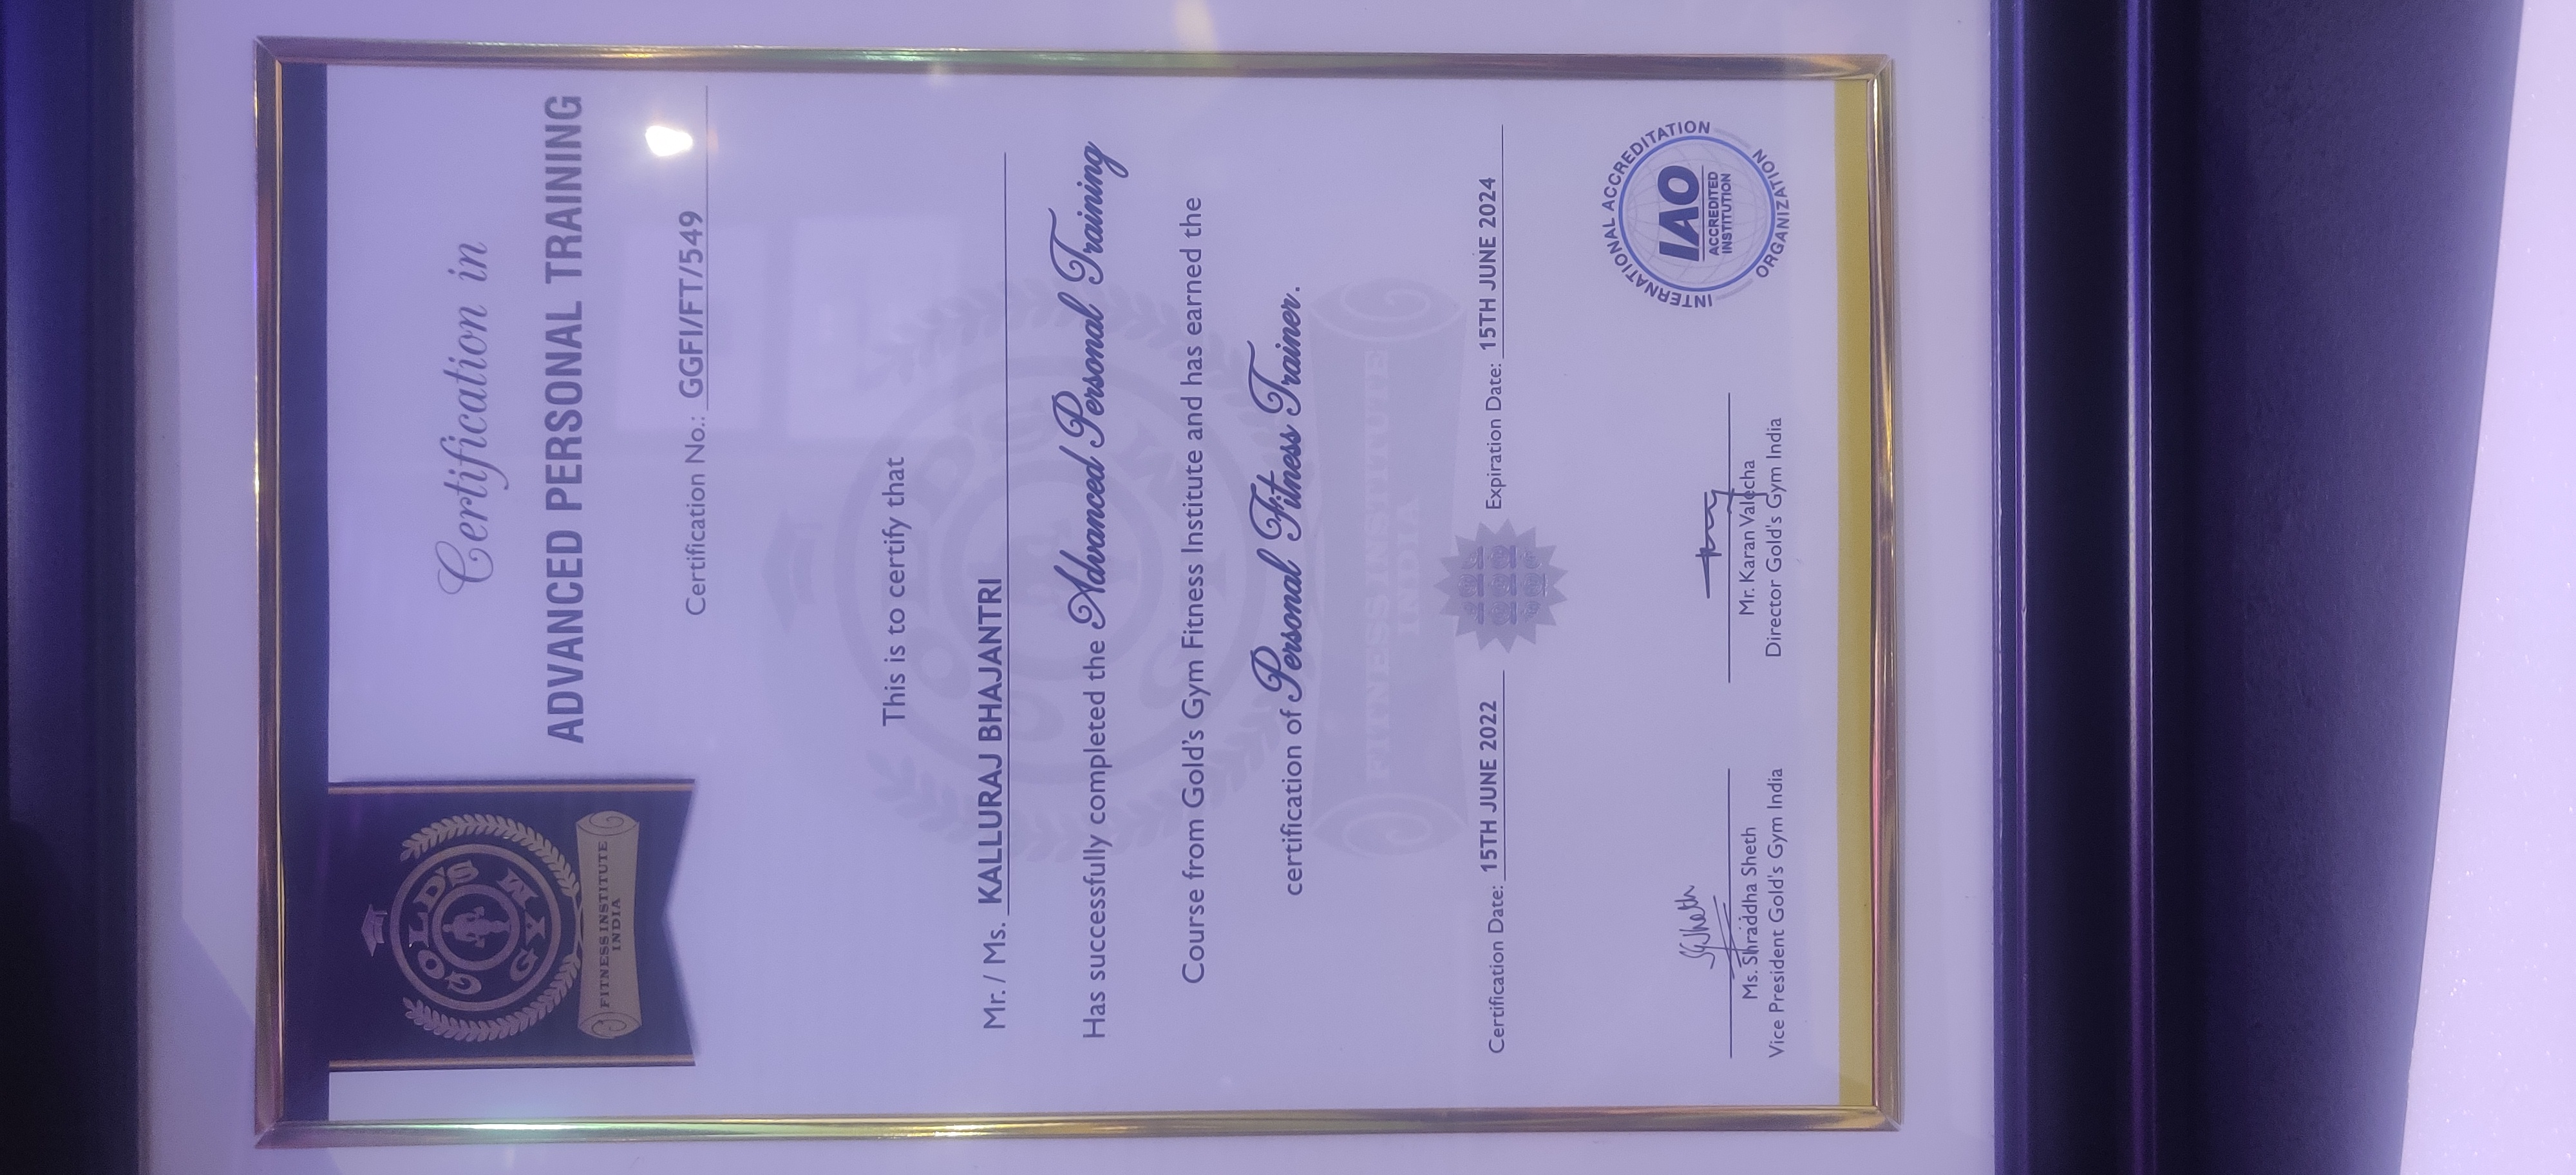 GOLD'S
GYM
FITNESS INSTITUTE
INDIA
Certification in
ADVANCED PERSONAL TRAINING
Certification No.: GGFI/FT/549
This is to certify that
Mr. / Ms. KALLURAJ BHAJANTRI
Has successfully completed the Advanced Personal Training
Course from Gold's Gym Fitness Institute and has earned the
certification of Personal Fitness Trainer.
GOLD'S
GYM
FITNESS INSTITUTE
INDIA
Certification Date: 15TH JUNE 2022
Expiration Date: 15TH JUNE 2024
SgSheth
Ms. Shraddha Sheth
Vice President Gold's Gym India
Mr. Karan Valecha
Director Gold's Gym India
INTERNATIONAL ACCREDITATION
IAO
ACCREDITED
INSTITUTION
ORGANIZATION